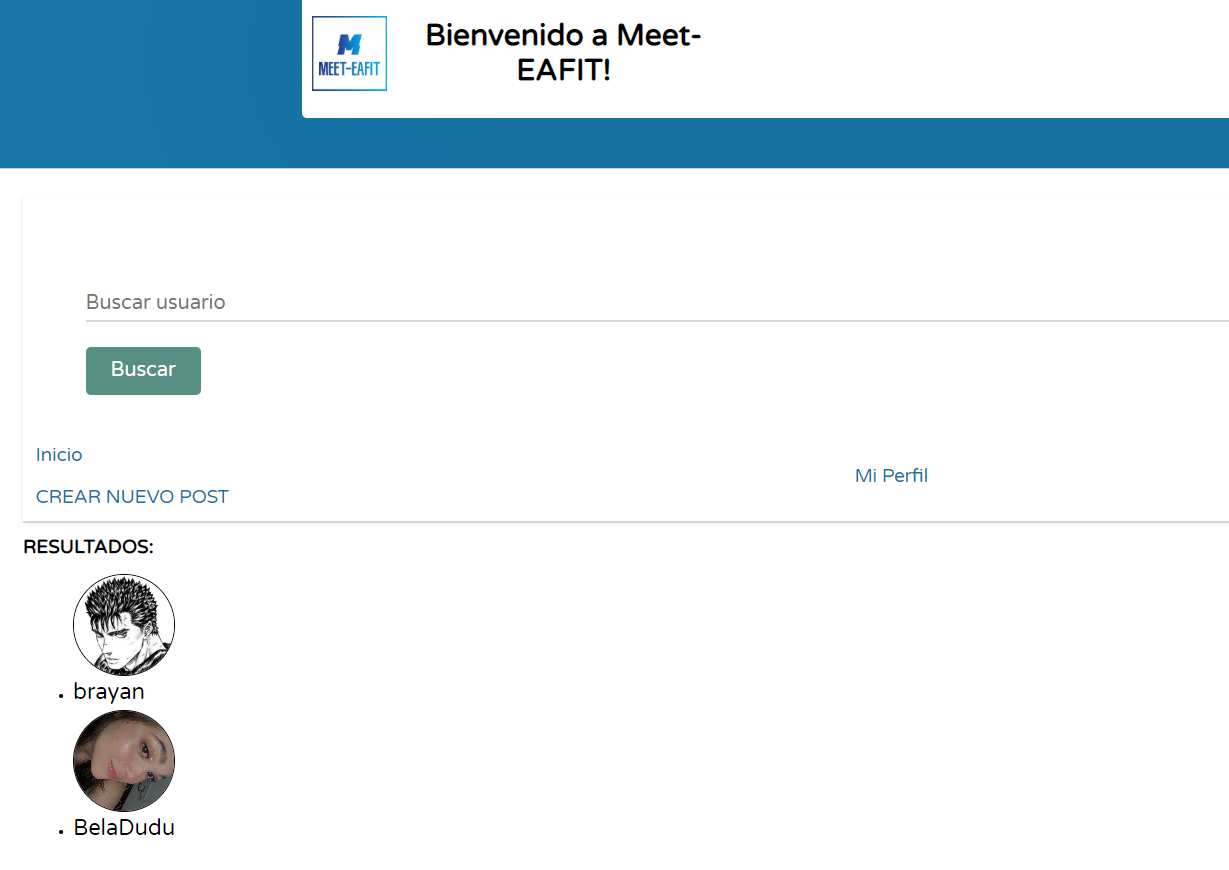 MEET-EAFIT
Bienvenido a Meet-
EAFIT!
Buscar usuario
Buscar
Inicio
Mi Perfil
CREAR NUEVO POST
RESULTADOS:
brayan
BelaDudu